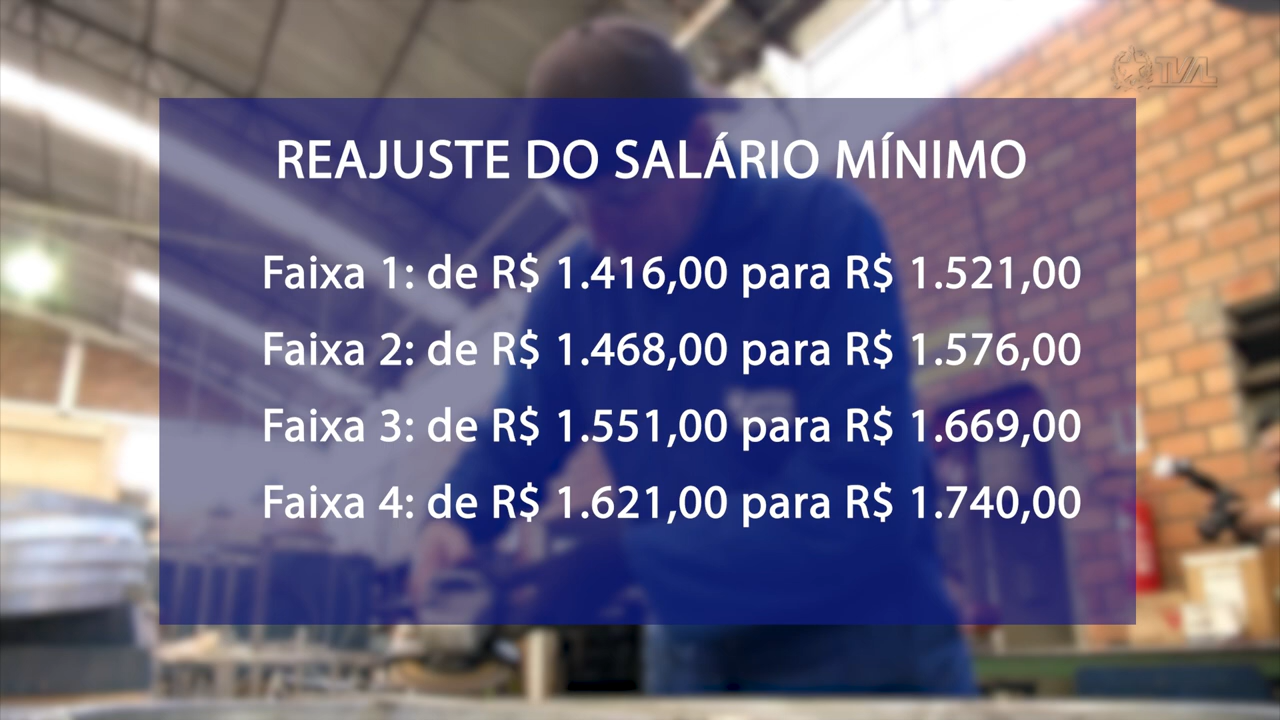 TVAL
REAJUSTE DO SALÁRIO MÍNIMO
Faixa 1: de R$ 1.416,00 para R$ 1.521,00
Faixa 2: de R$ 1.468,00 para R$ 1.576,00
Faixa 3: de R$ 1.551,00 para R$ 1.669,00
Faixa 4: de R$ 1.621,00 para R$ 1.740,00